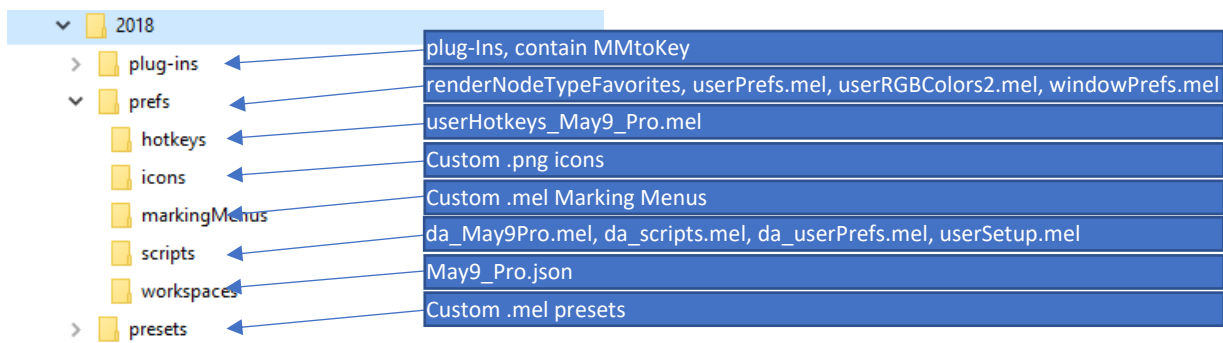 2018
plug-ins
plug-Ins, contain MMtoKey
prefs
renderNodeTypeFavorites, userPrefs.mel, userRGBColors2.mel, windowPrefs.mel
hotkeys
userHotkeys_May9_Pro.mel
icons
Custom .png icons
markingMenus
Custom .mel Marking Menus
scripts
da_May9Pro.mel, da_scripts.mel, da_userPrefs.mel, userSetup.mel
workspaces
May9_Pro.json
presets
Custom .mel presets